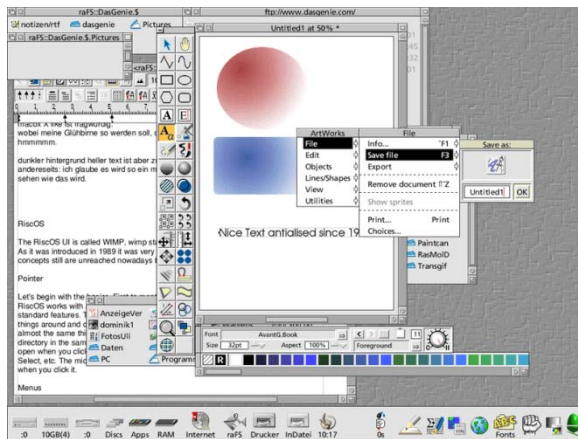 raFS::DasGenie.$
ftp://www.dasgenie.com/
notizen/rtf
dasgenie
Pictures
raFS::DasGenie.$.Pictures
Untitled1 at 50% *
wobei meine Glühbirne so werden soll,
hmmmmm.
dunkler hintergrund heller text ist aber
andereseits: ich glaube es wird so ein
sehen wie das wird.
RiscOS
The RiscOS UI is called WIMP, wimp
As it was introduced in 1989 it was very
concepts still are unreached nowadays
Pointer
Let's begin with the
RiscOS works with
standard features.
things around and
almost the same
directory in the sam
open when you clic
Select, etc. The
when you click it.
Menus
AnzeigeVer
dominik1
FotosUli
Daten
PC
Programm
Nice Text antialised since 19
ArtWorks
File
Edit
Objects
Lines/Shapes
View
Utilities
File
Info... ^F1
Save file F3
Export
Remove document ⇑^Z
Show sprites
Print... Print
Choices...
Save as:
Untitled1
OK
Paintcan
RasMolD
Transgif
Font AvantG.Book
Size 32pt Aspect 100% Foreground
11
:0 10GB(4) :0 Discs Apps RAM Internet raFS Drucker InDatei 10:17 0s Fonts